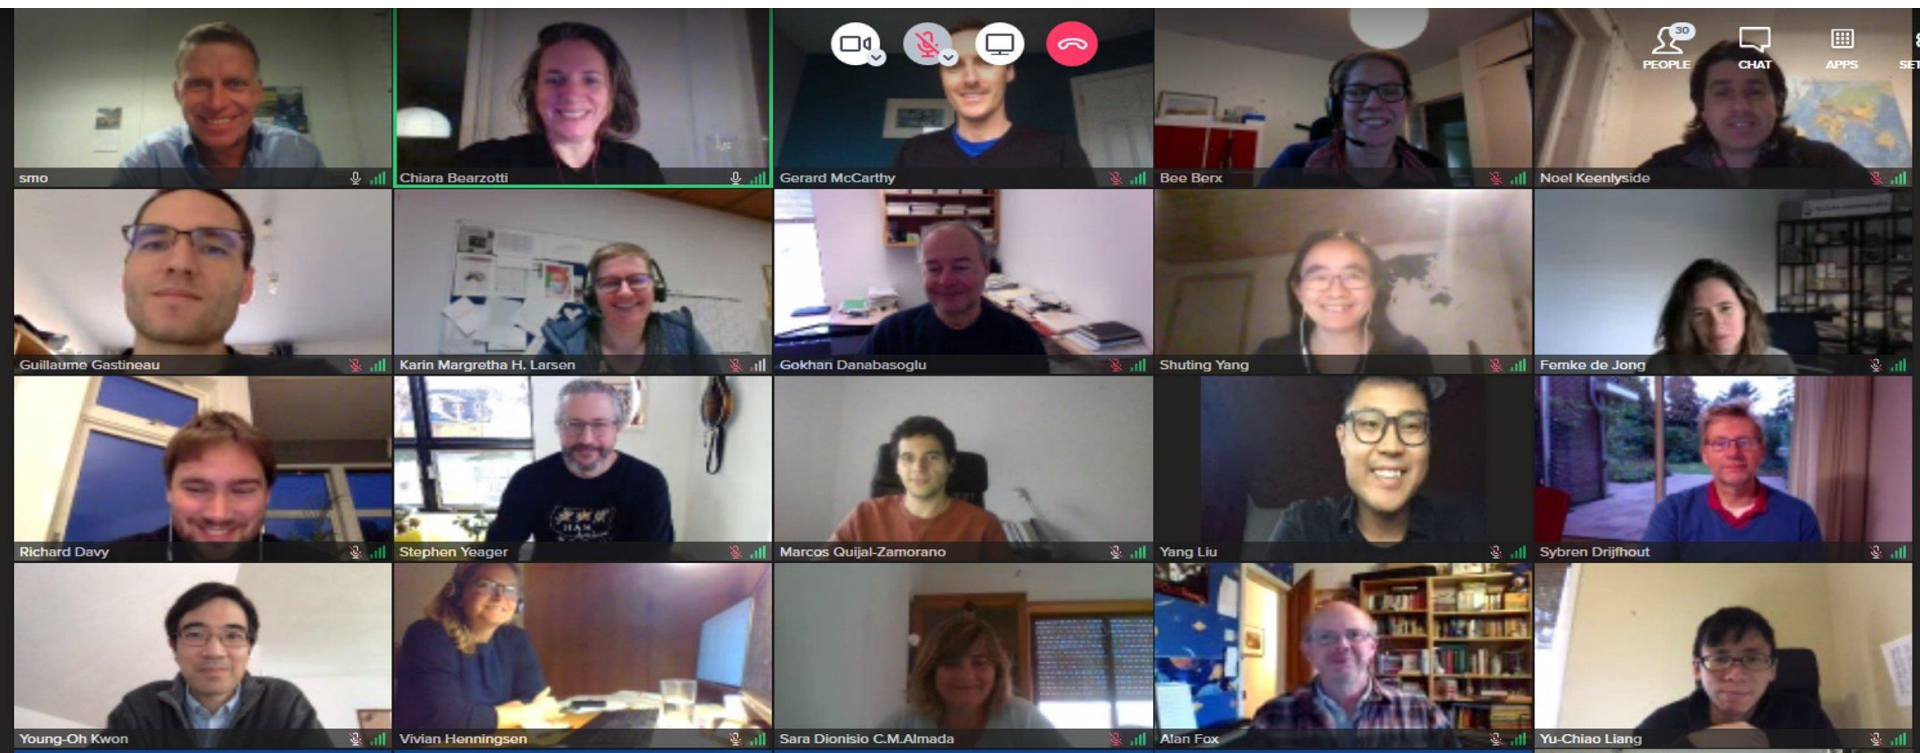 30
PEOPLE
CHAT
APPS
SET
smo
Chiara Bearzotti
Gerard McCarthy
Bee Berx
Noel Keenlyside
Guillaume Gastineau
Karin Margretha H. Larsen
Gokhan Danabasoglu
Shuting Yang
Femke de Jong
Richard Davy
Stephen Yeager
Marcos Quijal-Zamorano
Yang Liu
Sybren Drijfhout
Young-Oh Kwon
Vivian Henningsen
Sara Dionisio C.M.Almada
Alan Fox
Yu-Chiao Liang